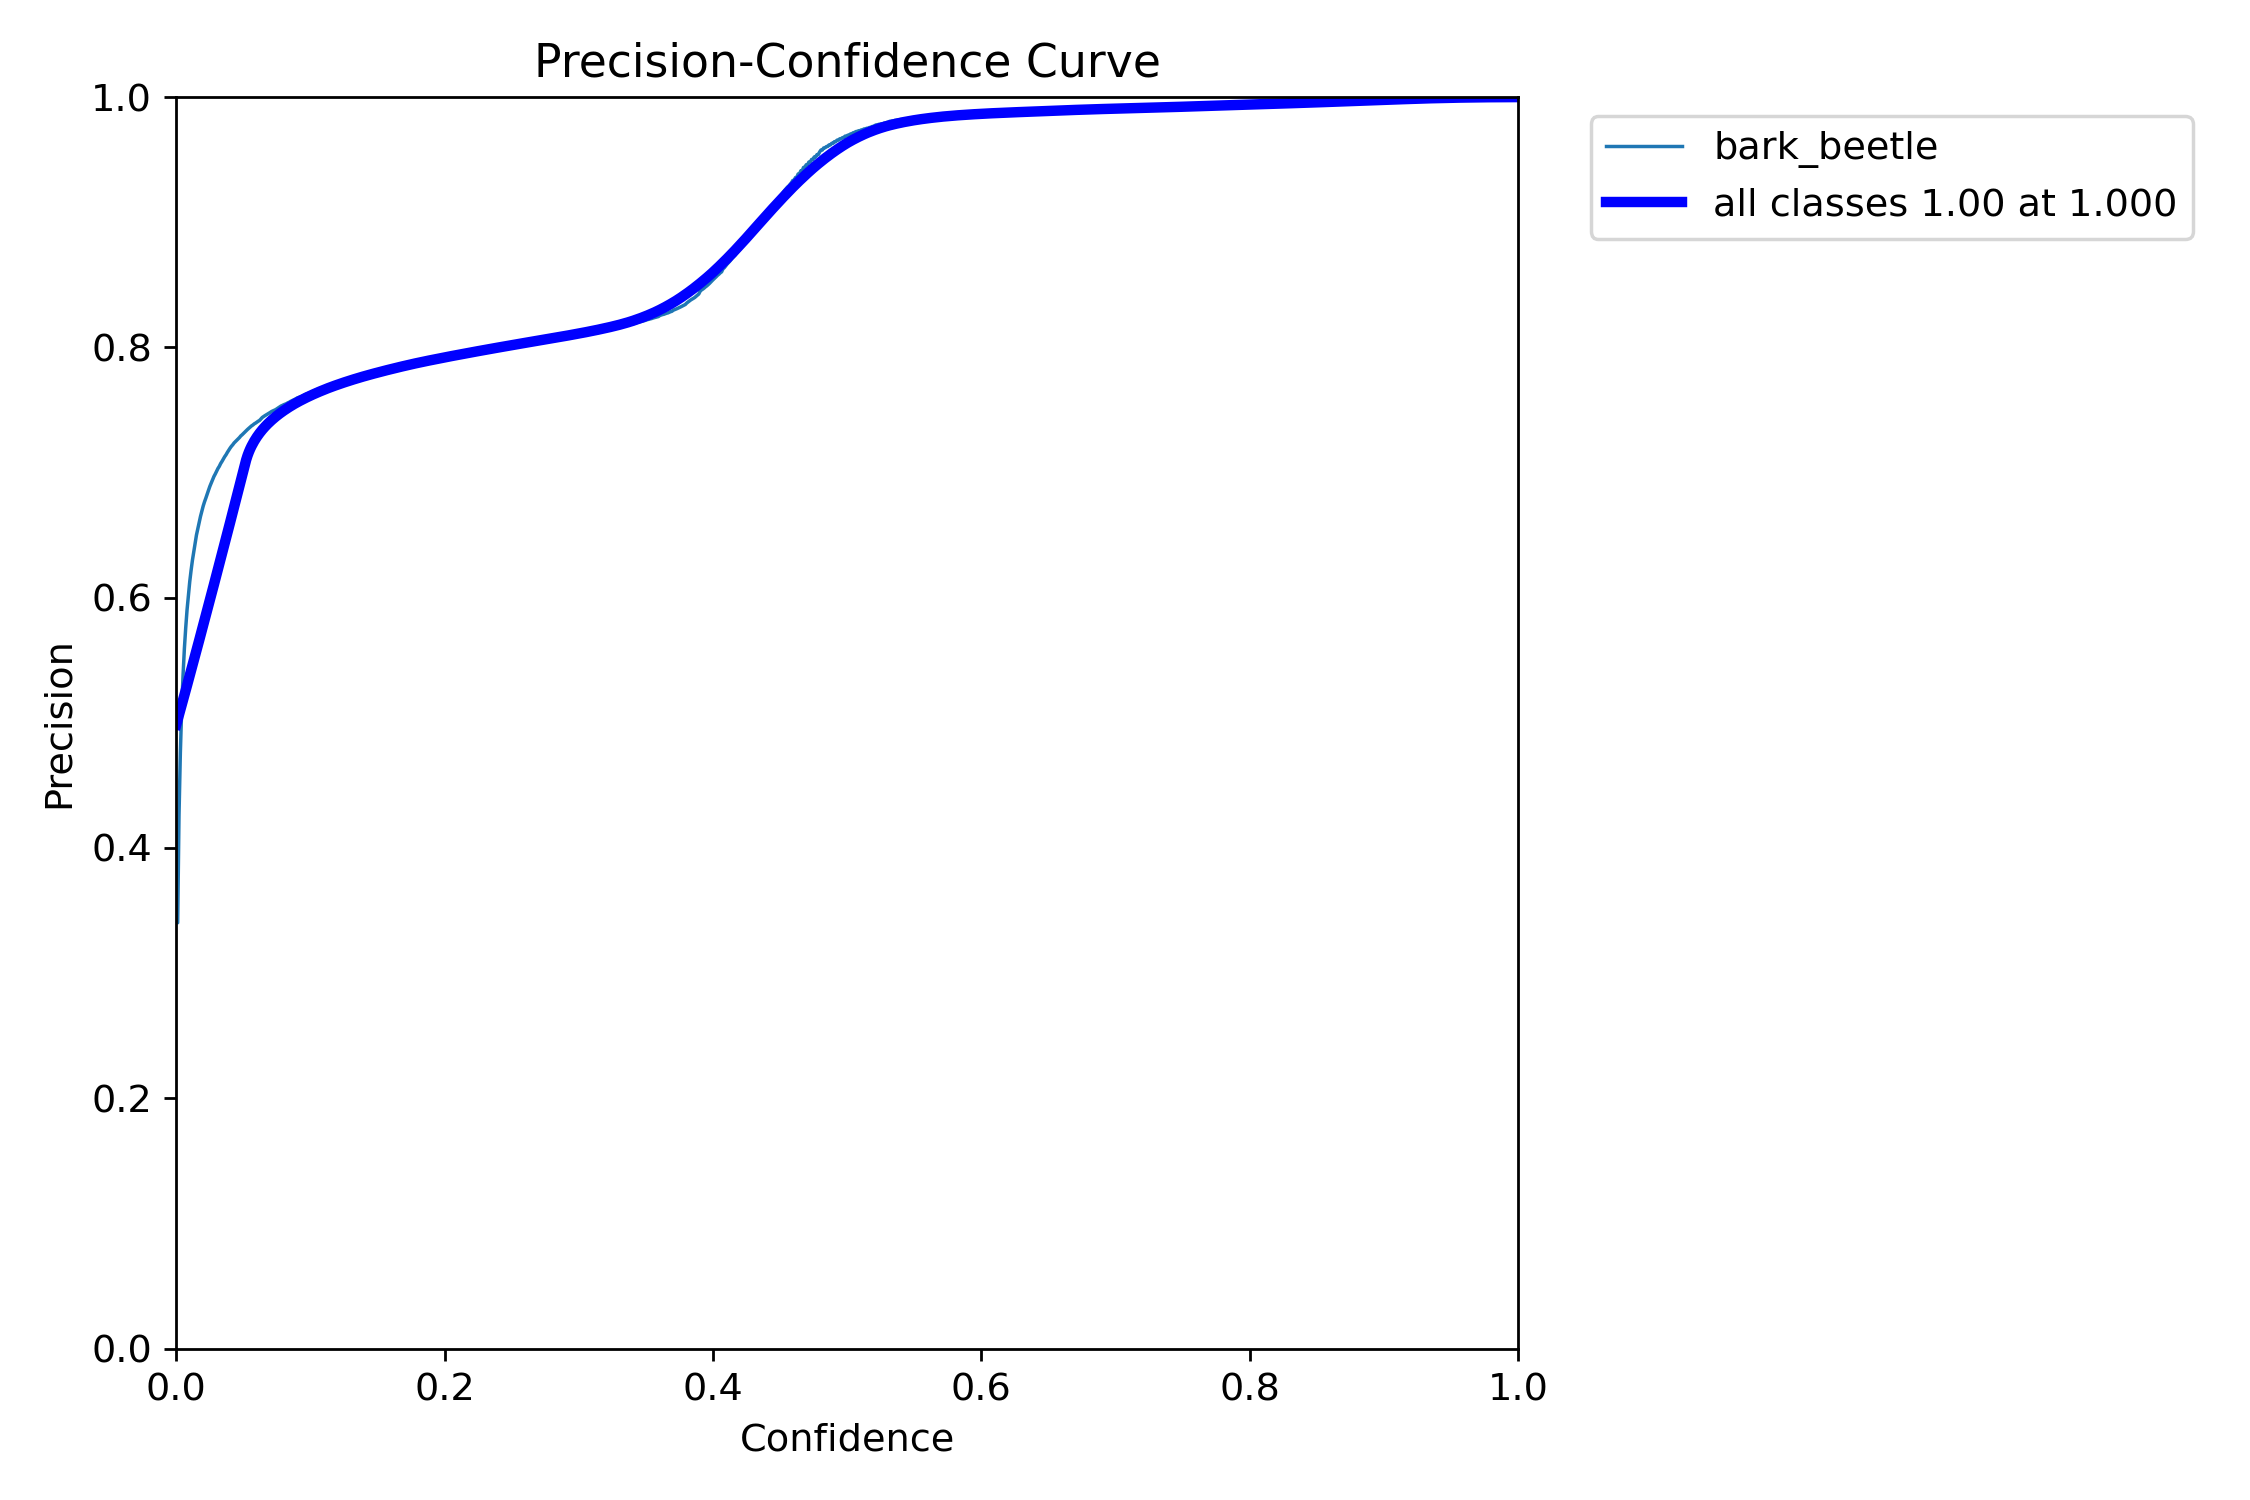 Precision-Confidence Curve
bark_beetle
all classes 1.00 at 1.000
1.0
0.8
0.6
0.4
0.2
0.0
Precision
0.0 0.2 0.4 0.6 0.8 1.0
Confidence